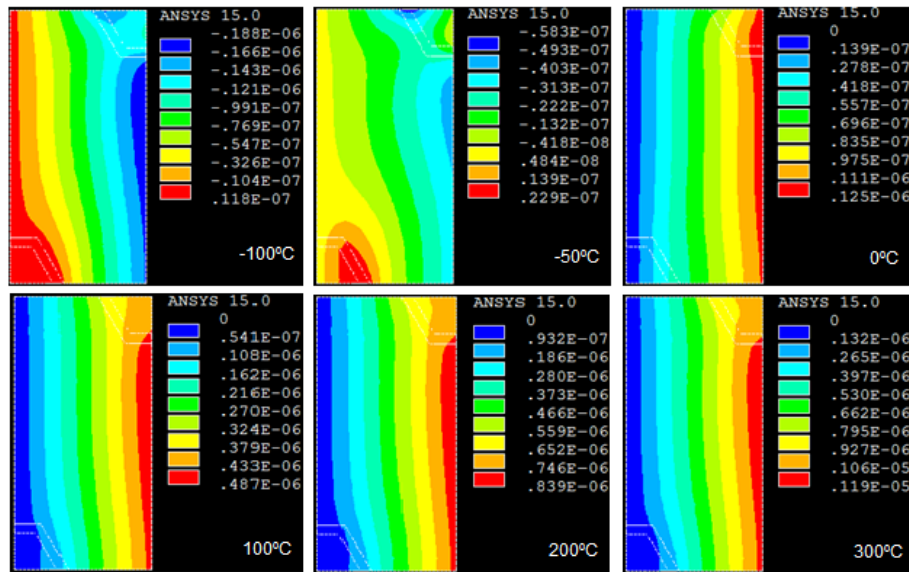 ANSYS 15.0
-.188E-06
-.166E-06
-.143E-06
-.121E-06
-.991E-07
-.769E-07
-.547E-07
-.326E-07
-.104E-07
.118E-07
-100ºC
ANSYS 15.0
-.583E-07
-.493E-07
-.403E-07
-.313E-07
-.222E-07
-.132E-07
-.418E-08
.484E-08
.139E-07
.229E-07
-50ºC
ANSYS 15.0
0
.139E-07
.278E-07
.418E-07
.557E-07
.696E-07
.835E-07
.975E-07
.111E-06
.125E-06
0ºC
ANSYS 15.0
0
.541E-07
.108E-06
.162E-06
.216E-06
.270E-06
.324E-06
.379E-06
.433E-06
.487E-06
100ºC
ANSYS 15.0
0
.932E-07
.186E-06
.280E-06
.373E-06
.466E-06
.559E-06
.652E-06
.746E-06
.839E-06
200ºC
ANSYS 15.0
0
.132E-06
.265E-06
.397E-06
.530E-06
.662E-06
.795E-06
.927E-06
.106E-05
.119E-05
300ºC